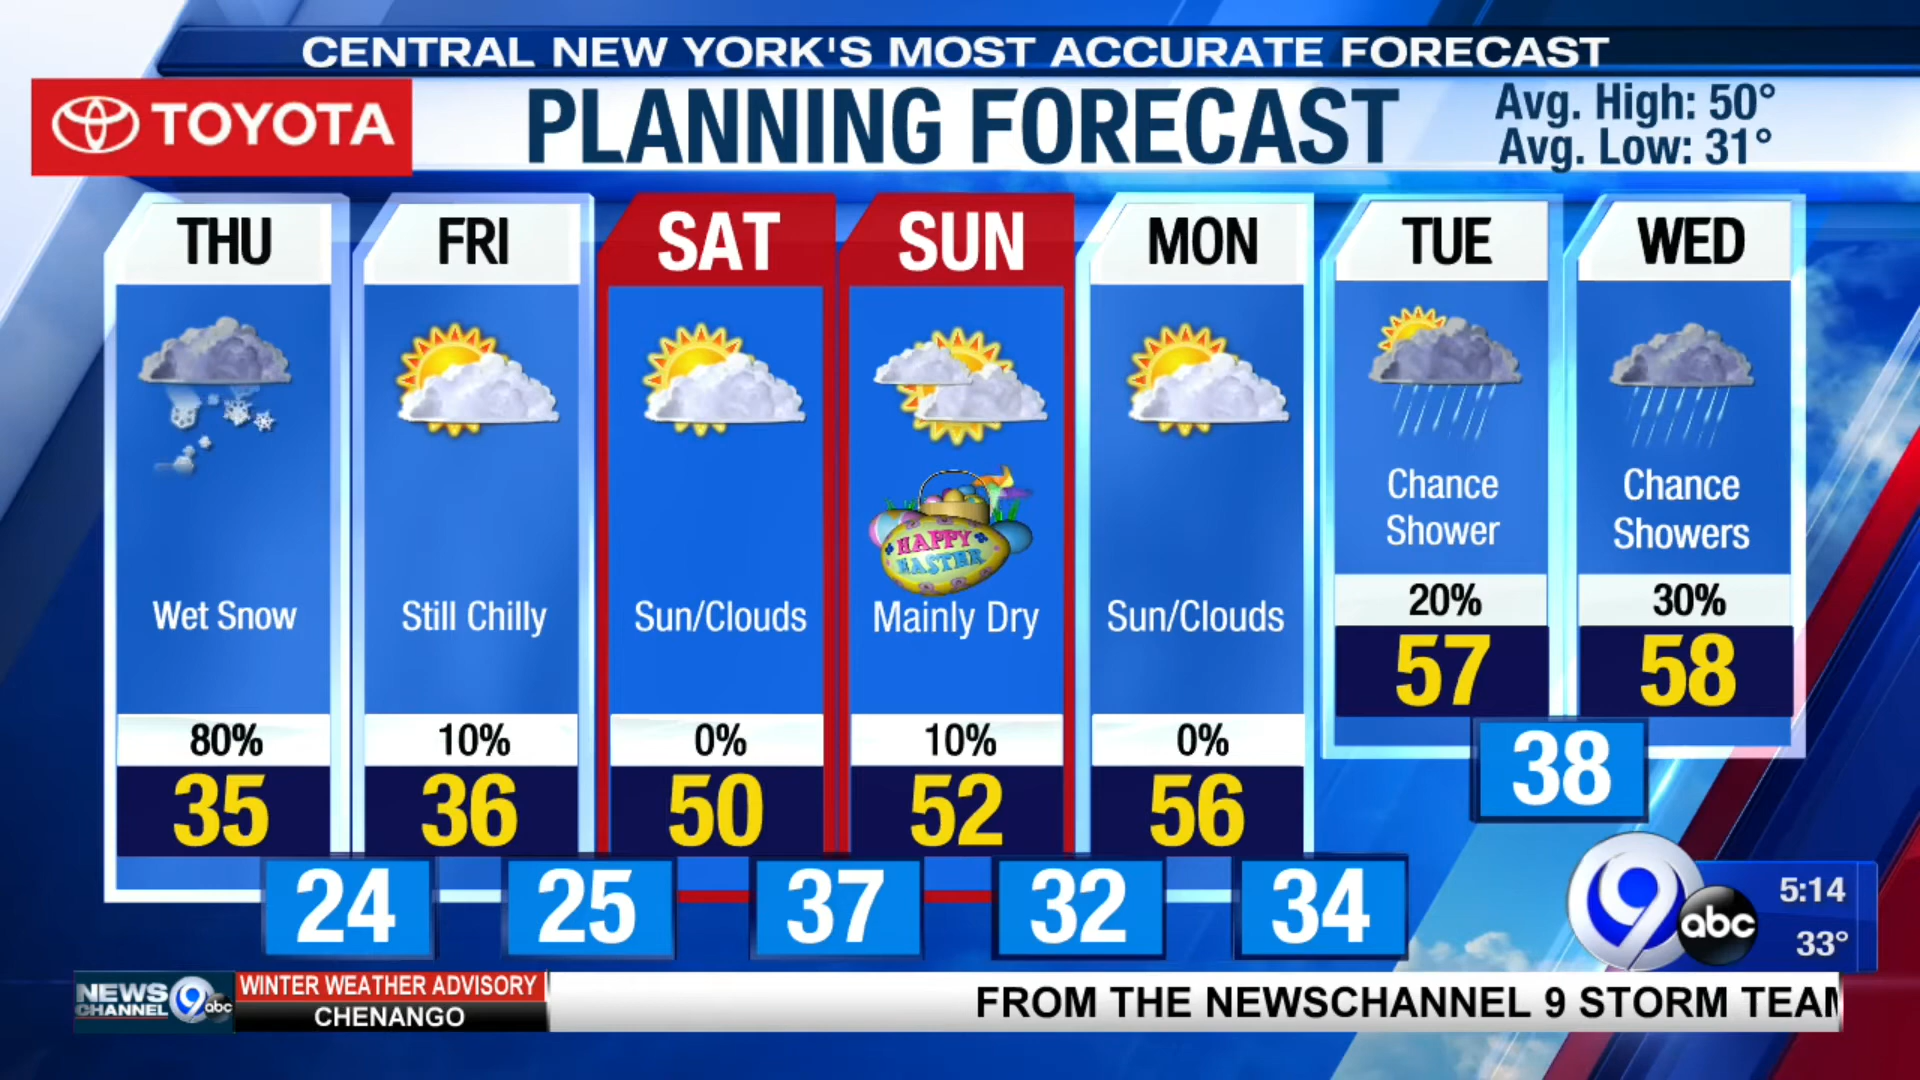 CENTRAL NEW YORK'S MOST ACCURATE FORECAST
TOYOTA
PLANNING FORECAST
Avg. High: 50°
Avg. Low: 31°
THU
Wet Snow
80%
35
24
FRI
Still Chilly
10%
36
25
SAT
Sun/Clouds
0%
50
37
SUN
HAPPY
EASTER
Mainly Dry
10%
52
32
MON
Sun/Clouds
0%
56
34
TUE
Chance
Shower
20%
57
38
WED
Chance
Showers
30%
58
9
abc
5:14
33°
NEWS
CHANNEL
9
abc
WINTER WEATHER ADVISORY
CHENANGO
FROM THE NEWSCHANNEL 9 STORM TEAM